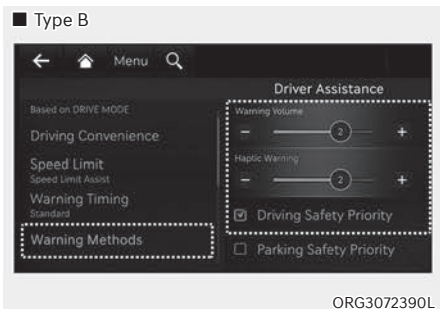 ■ Type B
Menu
Driver Assistance
Based on DRIVE MODE
Driving Convenience
Speed Limit
Speed Limit Assist
Warning Timing
Standard
Warning Methods
Warning Volume
− 2 +
Haptic Warning
− 2 +
Driving Safety Priority
Parking Safety Priority
ORG3072390L